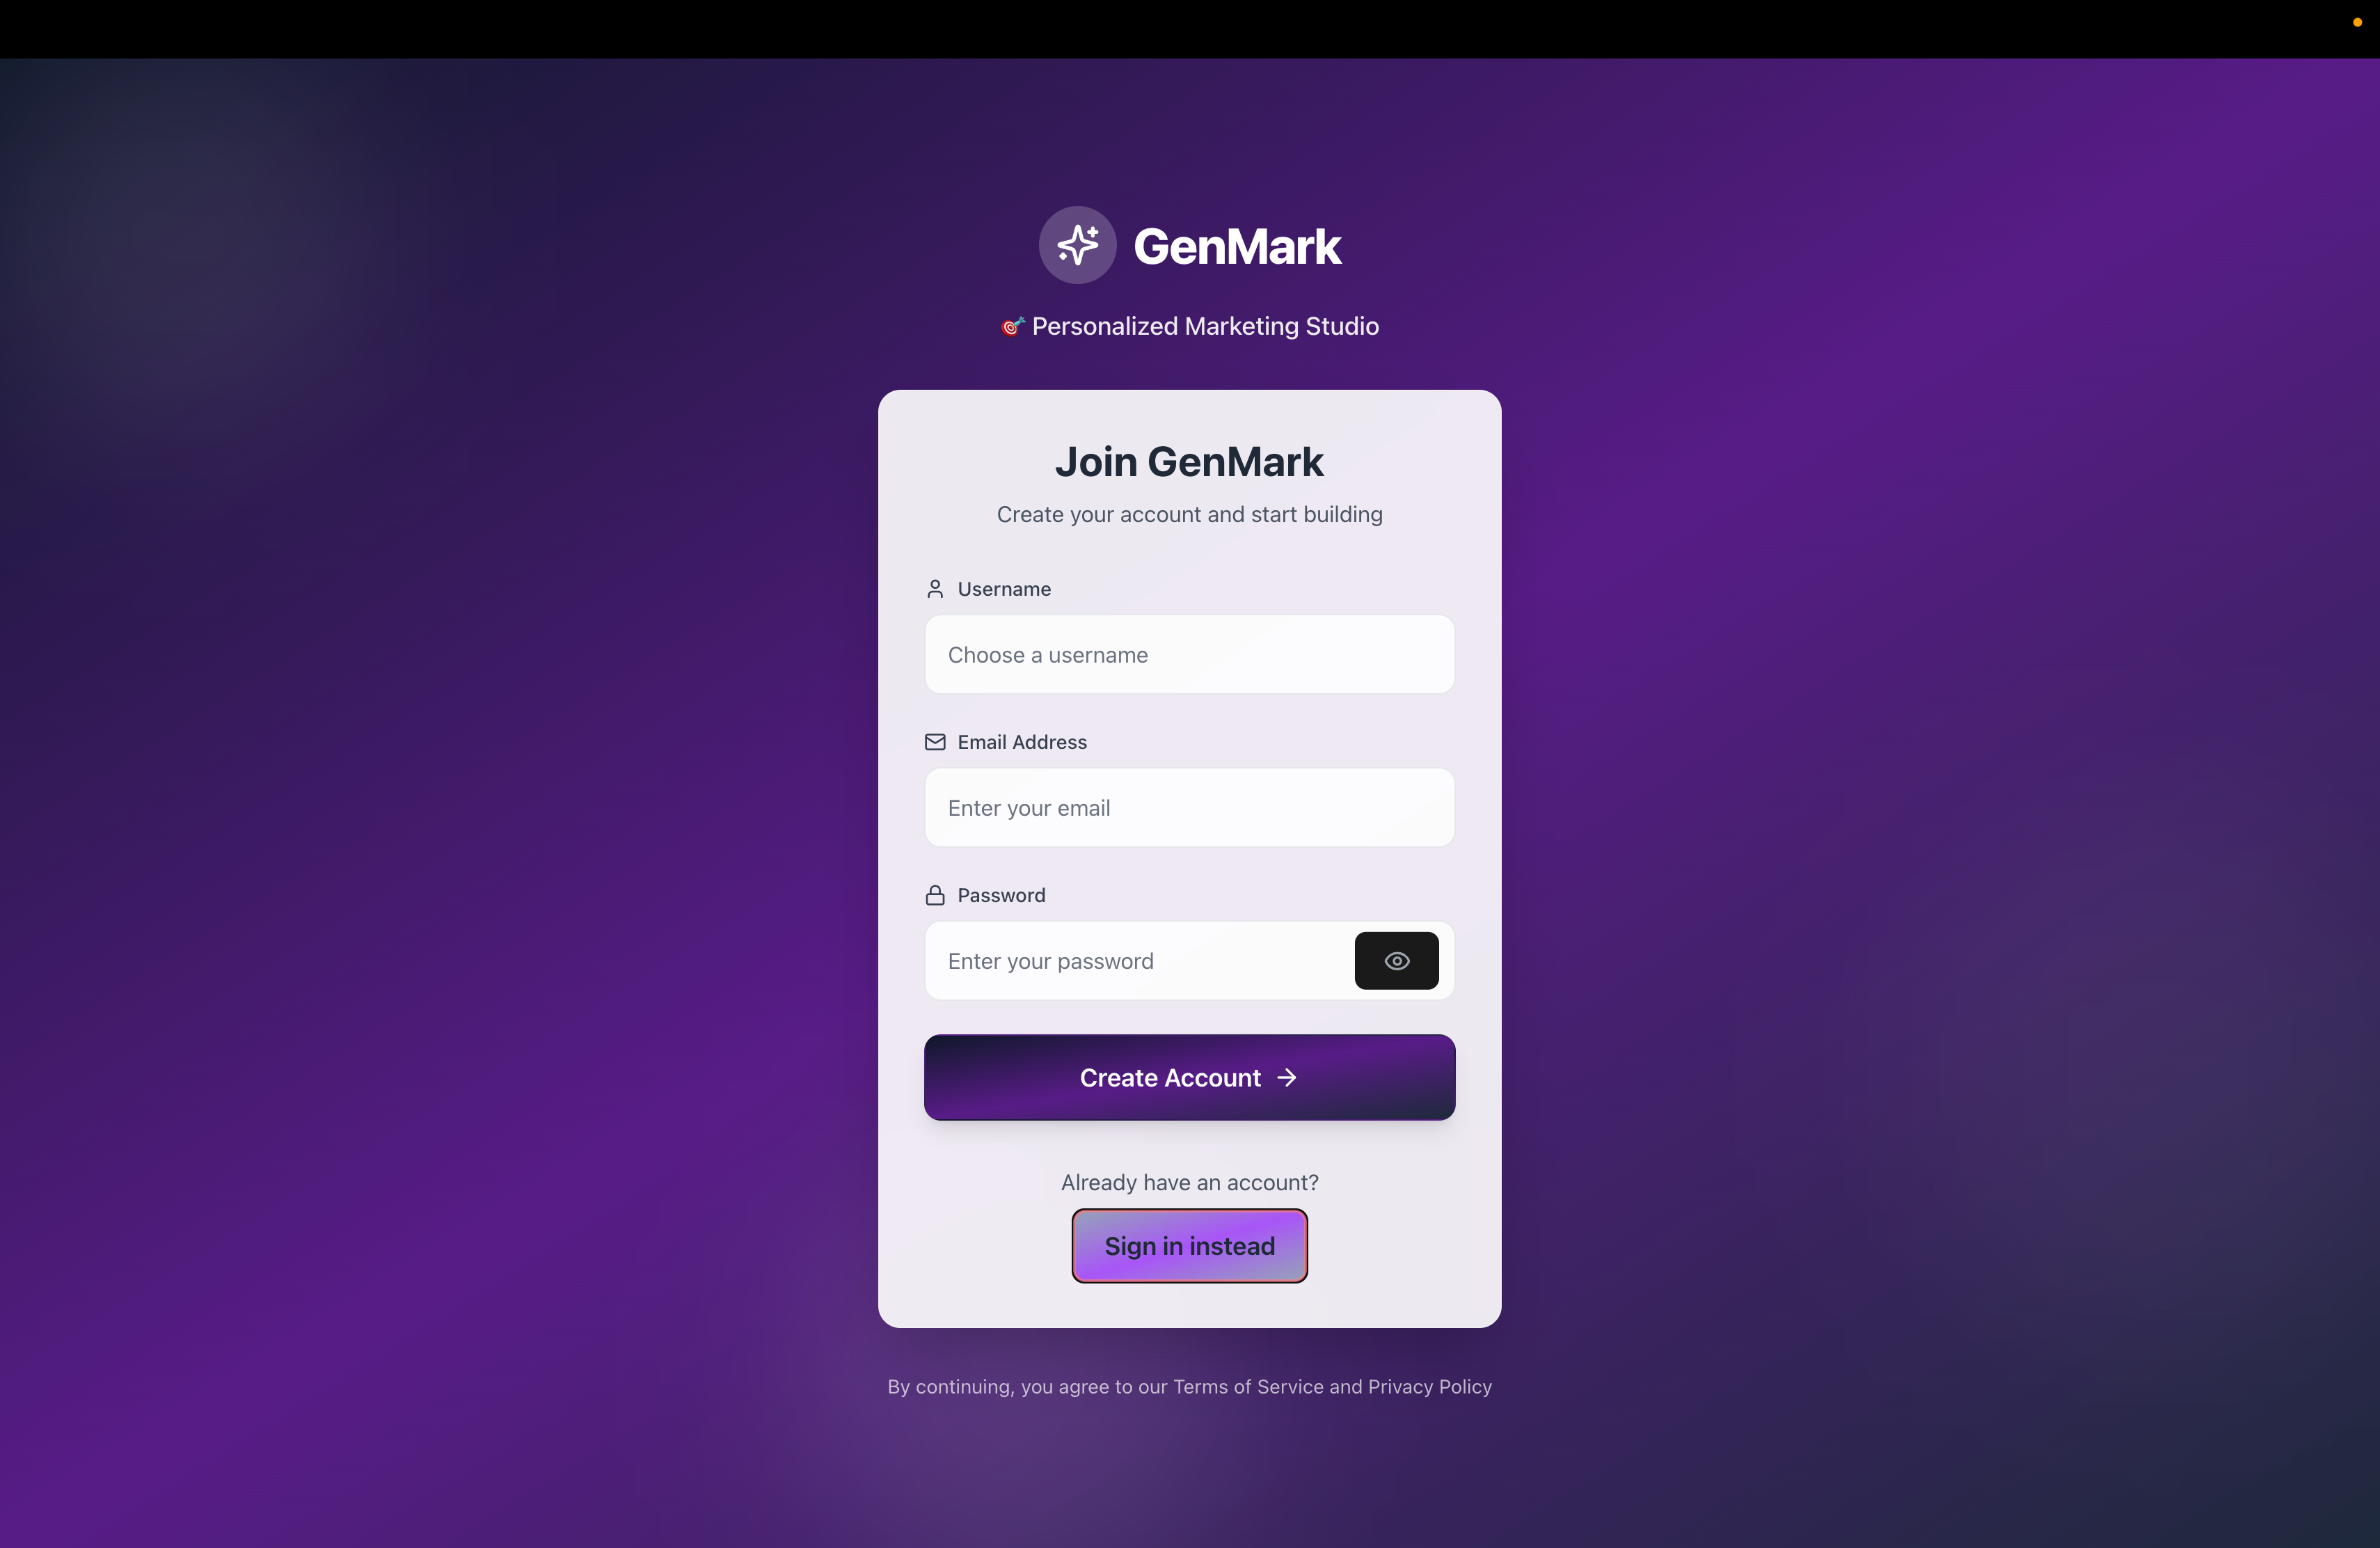 GenMark
🎯 Personalized Marketing Studio
Join GenMark
Create your account and start building
Username
Choose a username
Email Address
Enter your email
Password
Enter your password
Create Account →
Already have an account?
Sign in instead
By continuing, you agree to our Terms of Service and Privacy Policy